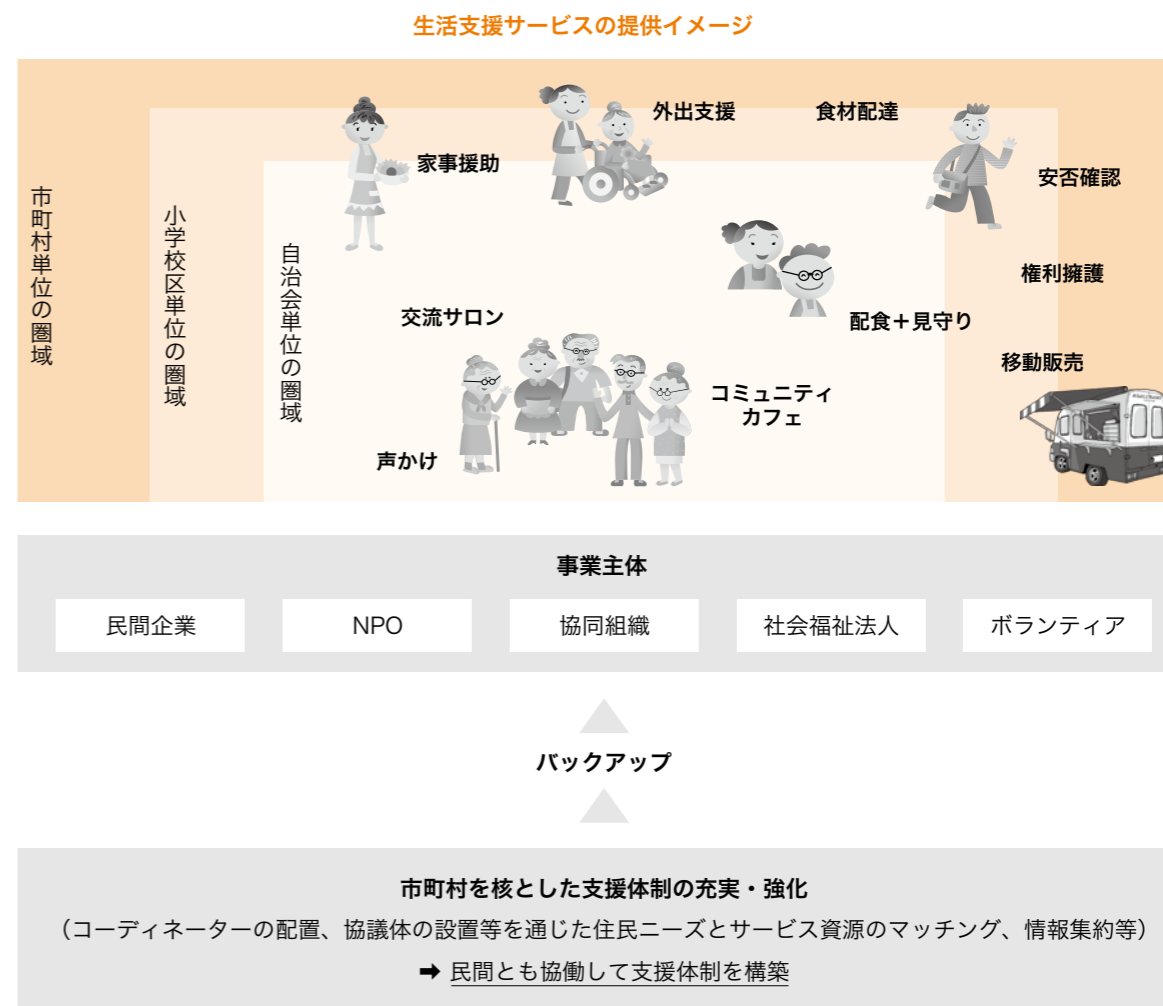 生活支援サービスの提供イメージ
市町村単位の圏域
小学校区単位の圏域
自治会単位の圏域
家事援助
外出支援
食材配達
安否確認
権利擁護
交流サロン
配食＋見守り
移動販売
コミュニティ
カフェ
声かけ
事業主体
民間企業
NPO
協同組織
社会福祉法人
ボランティア
バックアップ
市町村を核とした支援体制の充実・強化
（コーディネーターの配置、協議体の設置等を通じた住民ニーズとサービス資源のマッチング、情報集約等）
➡ 民間とも協働して支援体制を構築